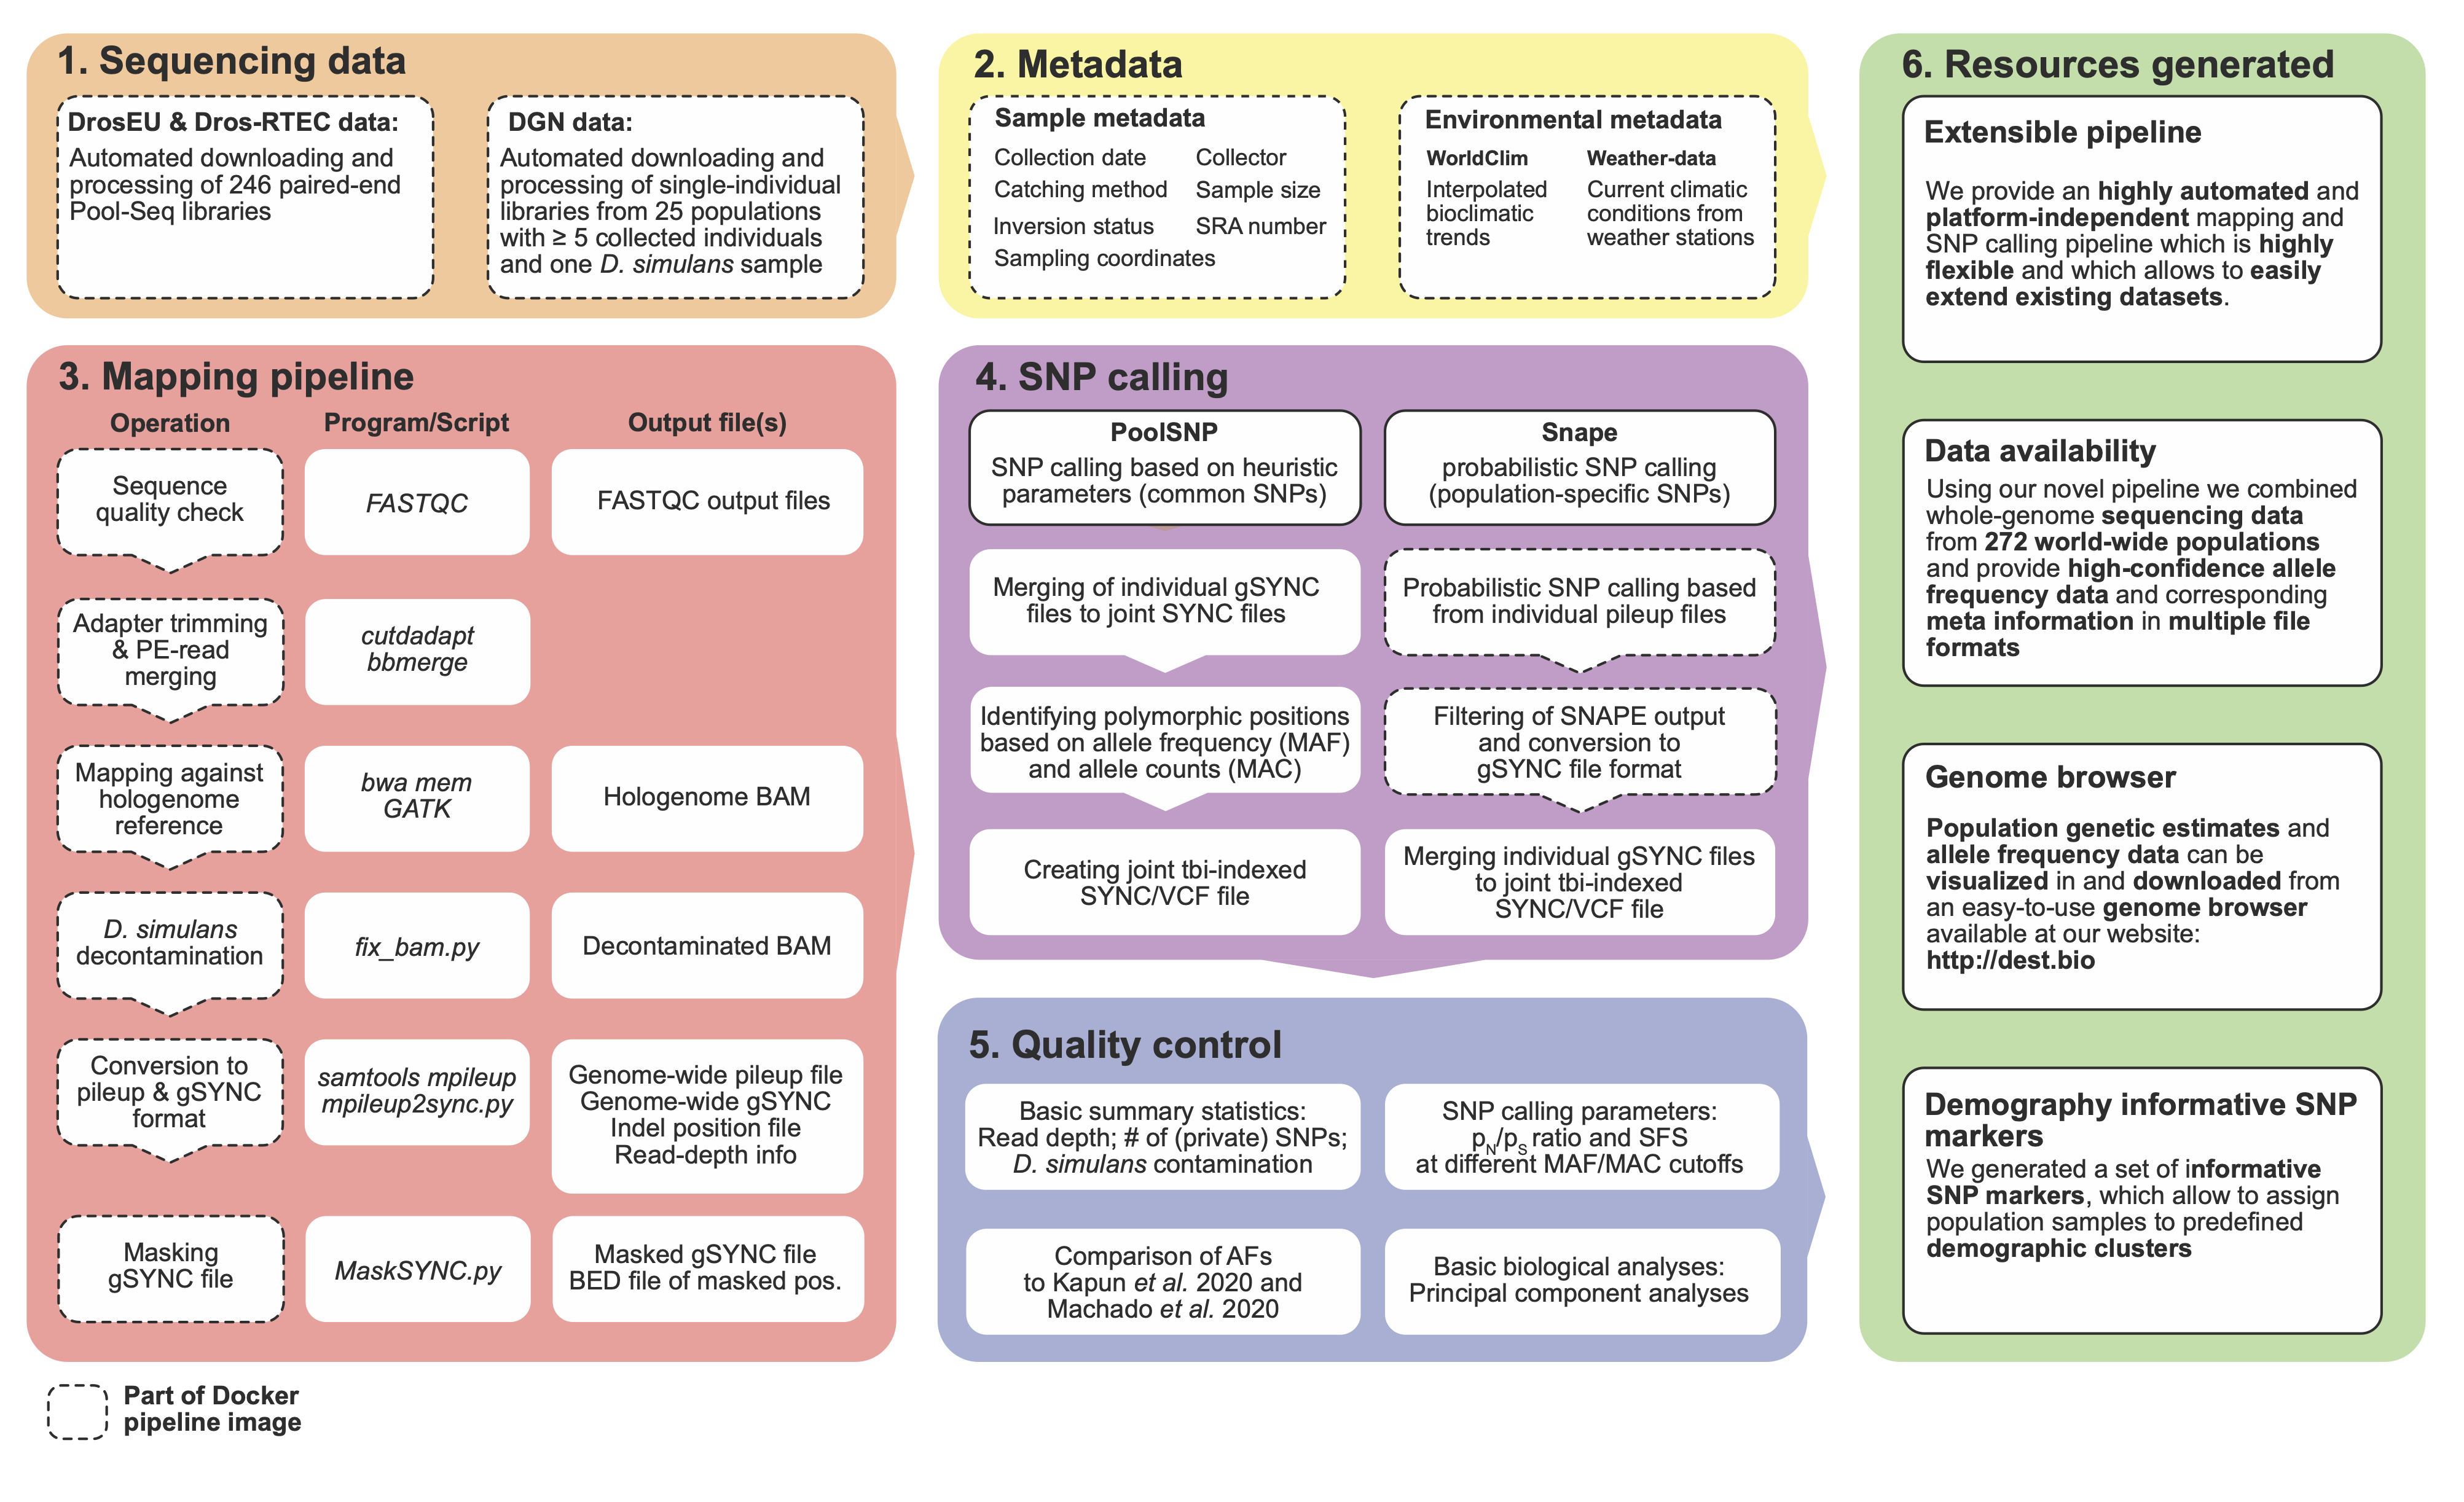 1. Sequencing data
DrosEU & Dros-RTEC data:
Automated downloading and
processing of 246 paired-end
Pool-Seq libraries
DGN data:
Automated downloading and
processing of single-individual
libraries from 25 populations
with ≥ 5 collected individuals
and one D. simulans sample
2. Metadata
Sample metadata
Collection date
Collector
Catching method
Sample size
Inversion status
SRA number
Sampling coordinates
Environmental metadata
WorldClim
Interpolated
bioclimatic
trends
Weather-data
Current climatic
conditions from
weather stations
3. Mapping pipeline
Operation
Program/Script
Output file(s)
Sequence
quality check
FASTQC
FASTQC output files
Adapter trimming
& PE-read
merging
cutdadapt
bbmerge
Mapping against
hologenome
reference
bwa mem
GATK
Hologenome BAM
D. simulans
decontamination
fix_bam.py
Decontaminated BAM
Conversion to
pileup & gSYNC
format
samtools mpileup
mpileup2sync.py
Genome-wide pileup file
Genome-wide gSYNC
Indel position file
Read-depth info
Masking
gSYNC file
MaskSYNC.py
Masked gSYNC file
BED file of masked pos.
Part of Docker
pipeline image
4. SNP calling
PoolSNP
SNP calling based on heuristic
parameters (common SNPs)
Merging of individual gSYNC
files to joint SYNC files
Identifying polymorphic positions
based on allele frequency (MAF)
and allele counts (MAC)
Creating joint tbi-indexed
SYNC/VCF file
Snape
probabilistic SNP calling
(population-specific SNPs)
Probabilistic SNP calling based
from individual pileup files
Filtering of SNAPE output
and conversion to
gSYNC file format
Merging individual gSYNC files
to joint tbi-indexed
SYNC/VCF file
5. Quality control
Basic summary statistics:
Read depth; # of (private) SNPs;
D. simulans contamination
SNP calling parameters:
pN/pS ratio and SFS
at different MAF/MAC cutoffs
Comparison of AFs
to Kapun et al. 2020 and
Machado et al. 2020
Basic biological analyses:
Principal component analyses
6. Resources generated
Extensible pipeline
We provide an highly automated and
platform-independent mapping and
SNP calling pipeline which is highly
flexible and which allows to easily
extend existing datasets.
Data availability
Using our novel pipeline we combined
whole-genome sequencing data
from 272 world-wide populations
and provide high-confidence allele
frequency data and corresponding
meta information in multiple file
formats
Genome browser
Population genetic estimates and
allele frequency data can be
visualized in and downloaded from
an easy-to-use genome browser
available at our website:
http://dest.bio
Demography informative SNP
markers
We generated a set of informative
SNP markers, which allow to assign
population samples to predefined
demographic clusters